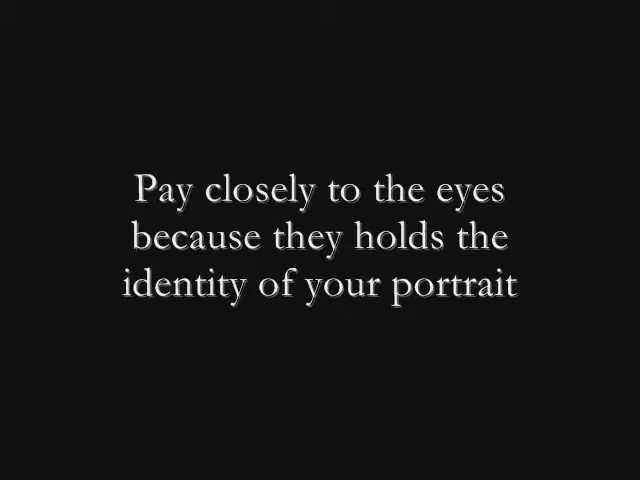 Pay closely to the eyes
because they holds the
identity of your portrait